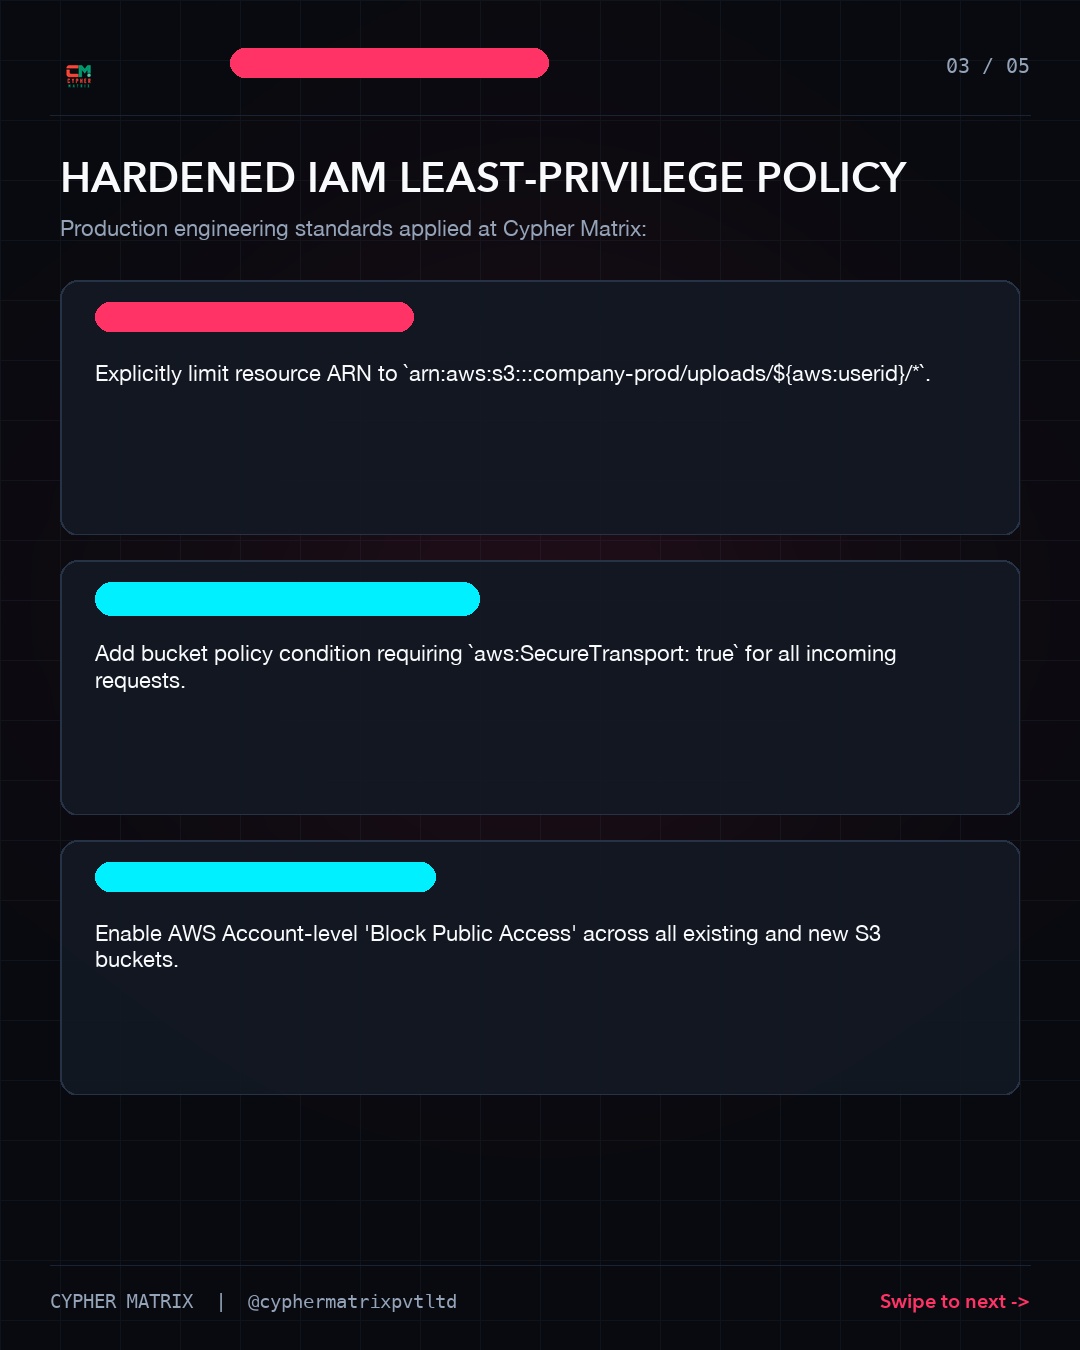 CM
CYPHER
MATRIX
03 / 05
HARDENED IAM LEAST-PRIVILEGE POLICY
Production engineering standards applied at Cypher Matrix:
Explicitly limit resource ARN to `arn:aws:s3:::company-prod/uploads/${aws:userid}/*`.
Add bucket policy condition requiring `aws:SecureTransport: true` for all incoming
requests.
Enable AWS Account-level 'Block Public Access' across all existing and new S3
buckets.
CYPHER MATRIX | @cyphermatrixpvtltd
Swipe to next ->